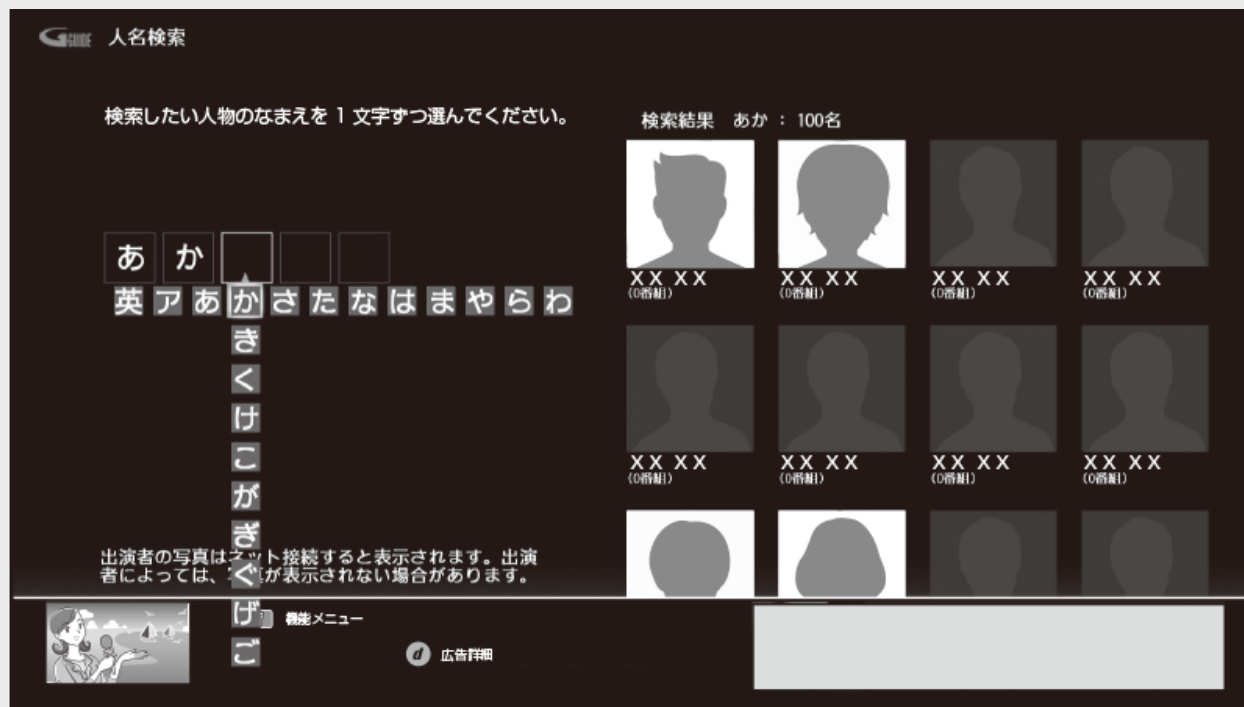 GGUIDE 人名検索
検索したい人物のなまえを 1 文字ずつ選んでください。
あ か
英 ア あ か さ た な は ま や ら わ
き
く
け
こ
が
ぎ
ぐ
げ
ご
出演者の写真はネット接続すると表示されます。出演
者によっては、 が表示されない場合があります。
機能メニュー
d 広告詳細
検索結果 あか : 100名
XX XX XX XX XX XX XX XX
(0番組) (0番組) (0番組) (0番組)
XX XX XX XX XX XX XX XX
(0番組) (0番組) (0番組) (0番組)